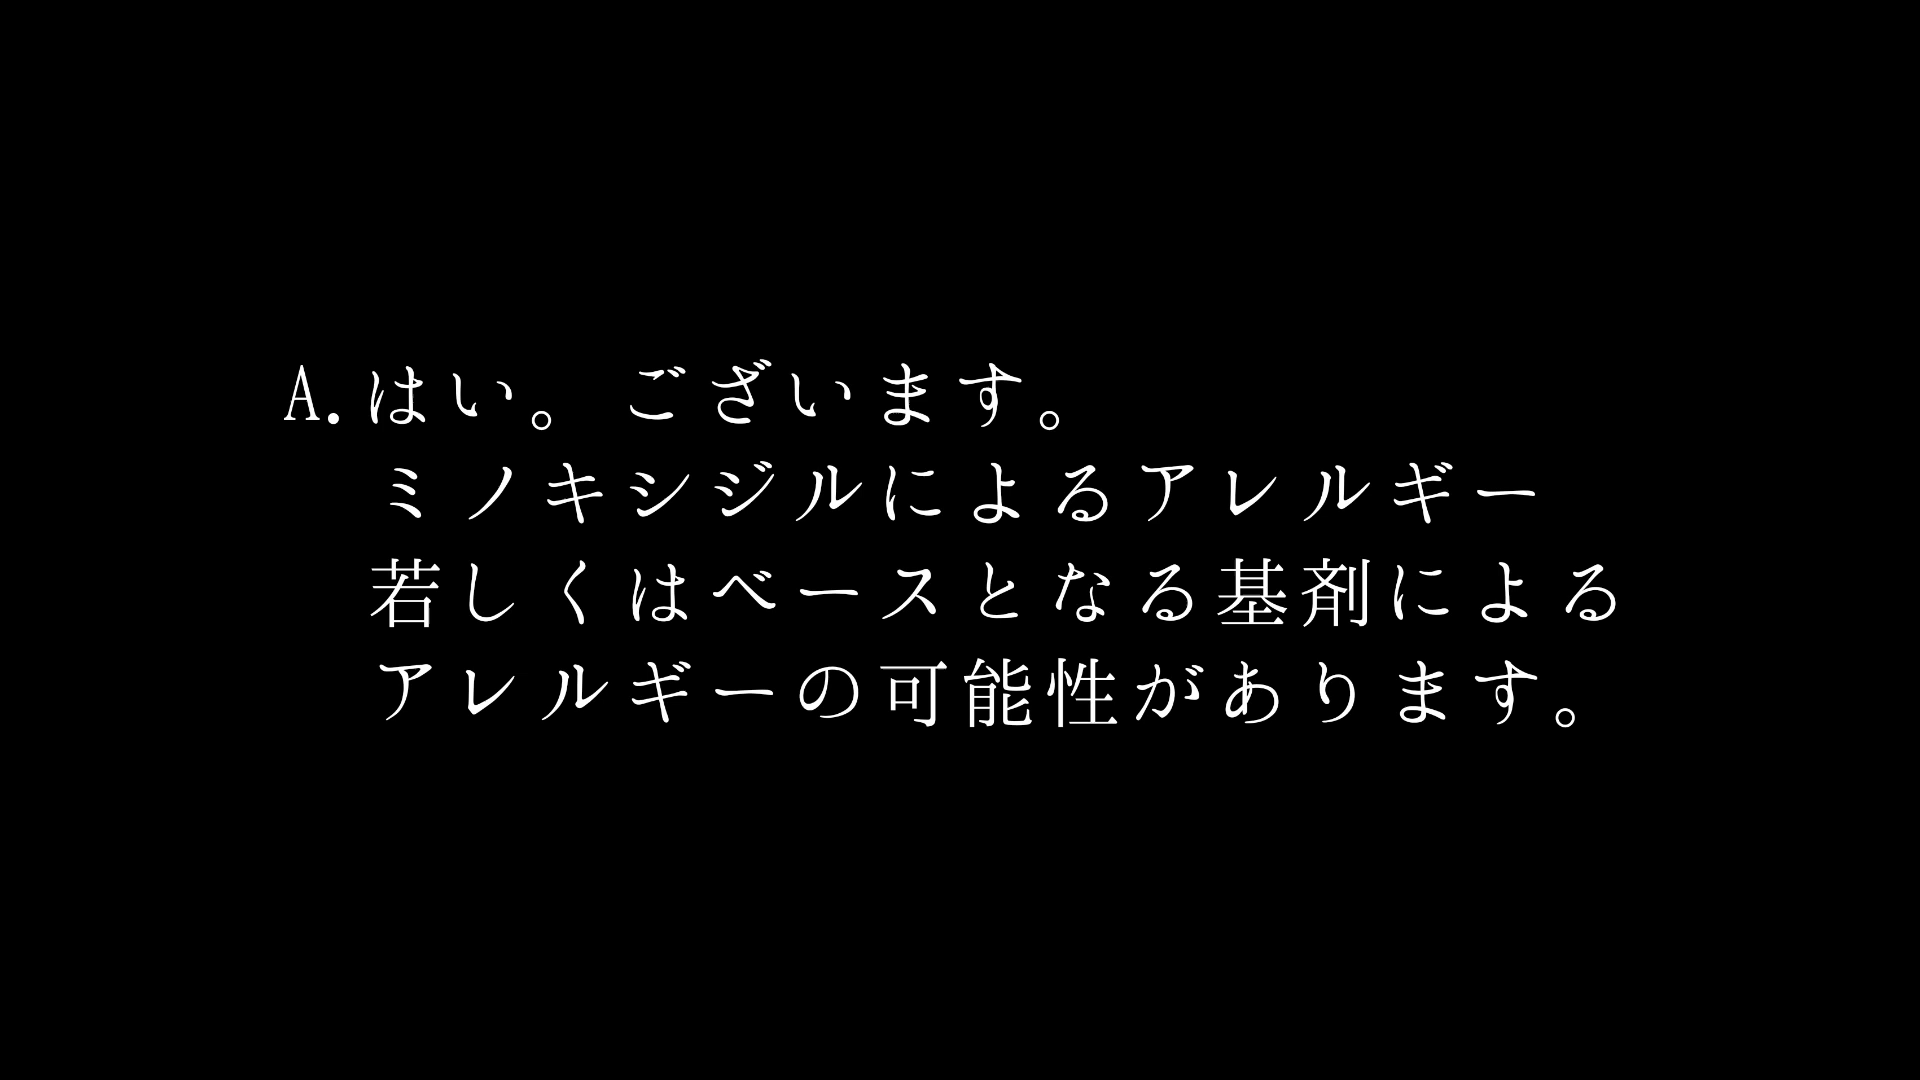 A.はい。ございます。
ミノキシジルによるアレルギー
若しくはベースとなる基剤による
アレルギーの可能性があります。